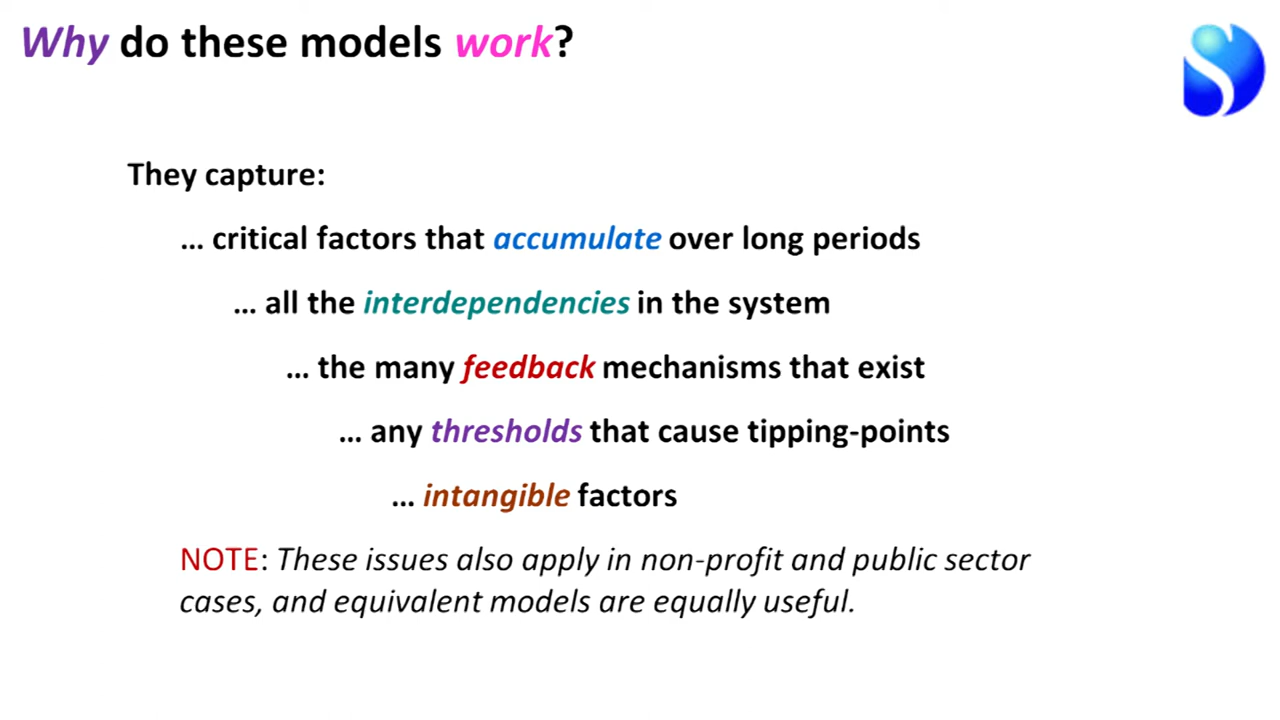 Why do these models work?
They capture:
... critical factors that accumulate over long periods
... all the interdependencies in the system
... the many feedback mechanisms that exist
... any thresholds that cause tipping-points
... intangible factors
NOTE: These issues also apply in non-profit and public sector
cases, and equivalent models are equally useful.